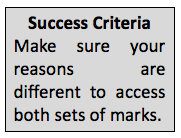 Success Criteria
Make sure your
reasons are
different to access
both sets of marks.